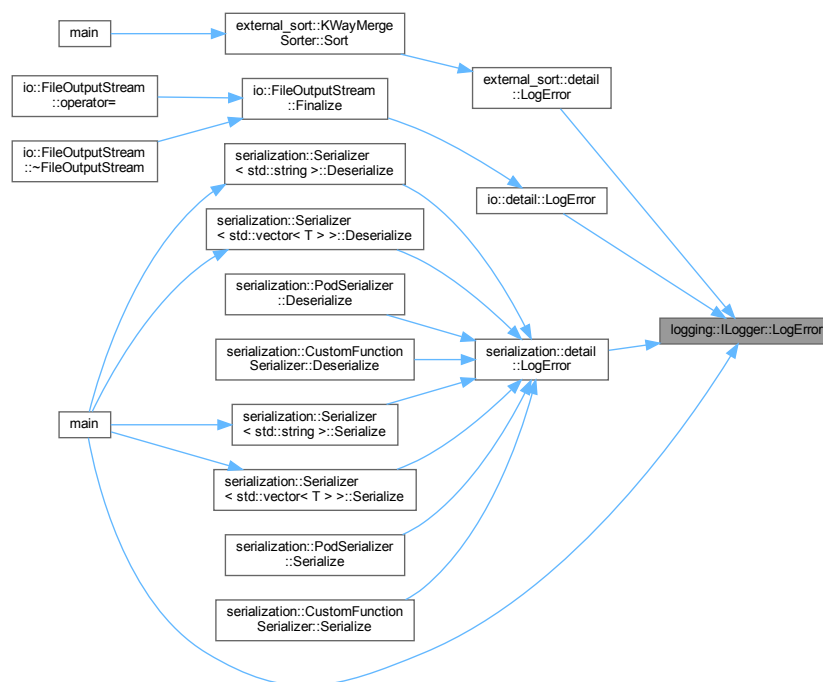 main
external_sort::KWayMerge
Sorter::Sort
external_sort::detail
::LogError
io::FileOutputStream
::operator=
io::FileOutputStream
::Finalize
io::FileOutputStream
::~FileOutputStream
serialization::Serializer
< std::string >::Deserialize
io::detail::LogError
serialization::Serializer
< std::vector< T > >::Deserialize
serialization::PodSerializer
::Deserialize
logging::ILogger::LogError
serialization::CustomFunction
Serializer::Deserialize
serialization::detail
::LogError
main
serialization::Serializer
< std::string >::Serialize
serialization::Serializer
< std::vector< T > >::Serialize
serialization::PodSerializer
::Serialize
serialization::CustomFunction
Serializer::Serialize